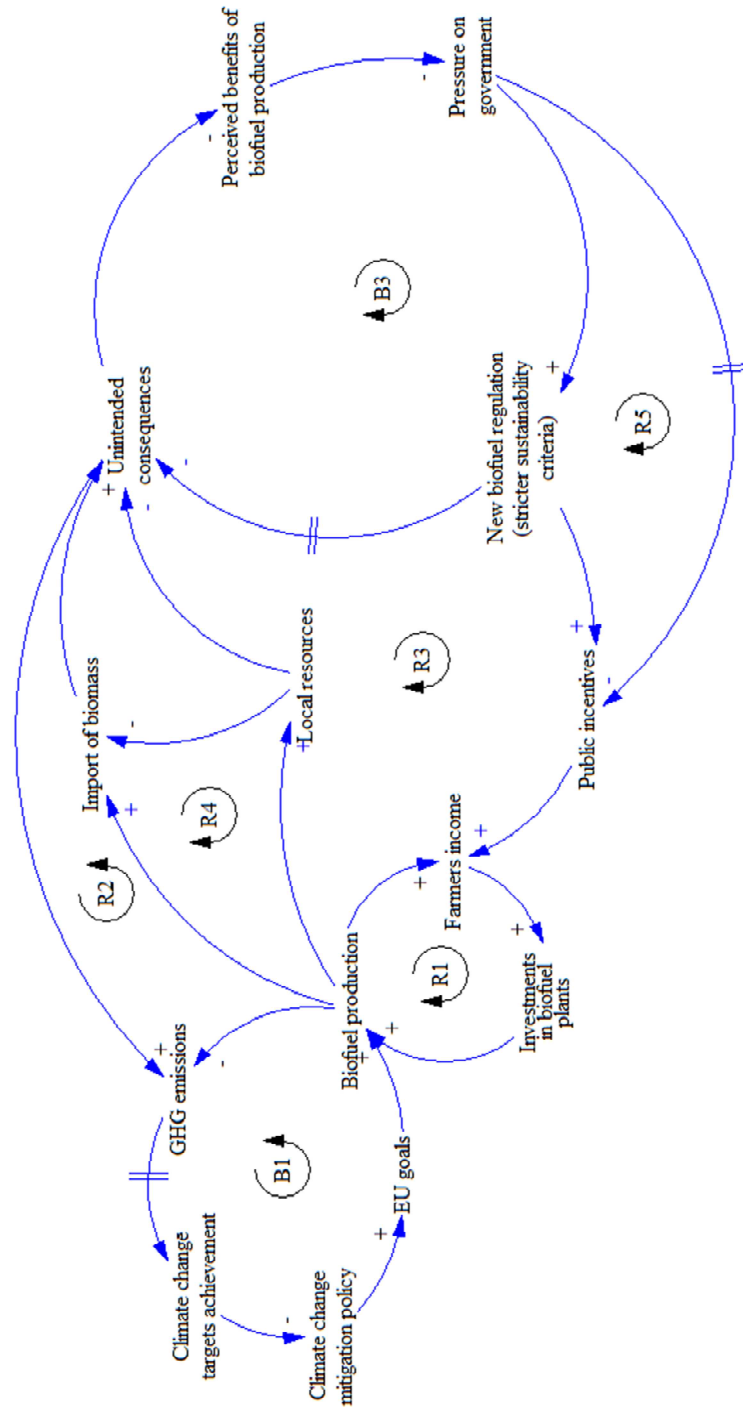 Climate change
targets achievement
GHG emissions
+
-
Climate change
mitigation policy
-
EU goals
+
B1
R2
Import of biomass
+
-
+ Unintended
consequences
-
-
Perceived benefits of
biofuel production
-
Biofuel production
+
+
R4
+Local resources
R1
Farmers income
+
+
Investments
in biofuel
plants
+
R3
B3
New biofuel regulation
(stricter sustainability
criteria)
+
Pressure on
government
-
Public incentives
+
-
R5